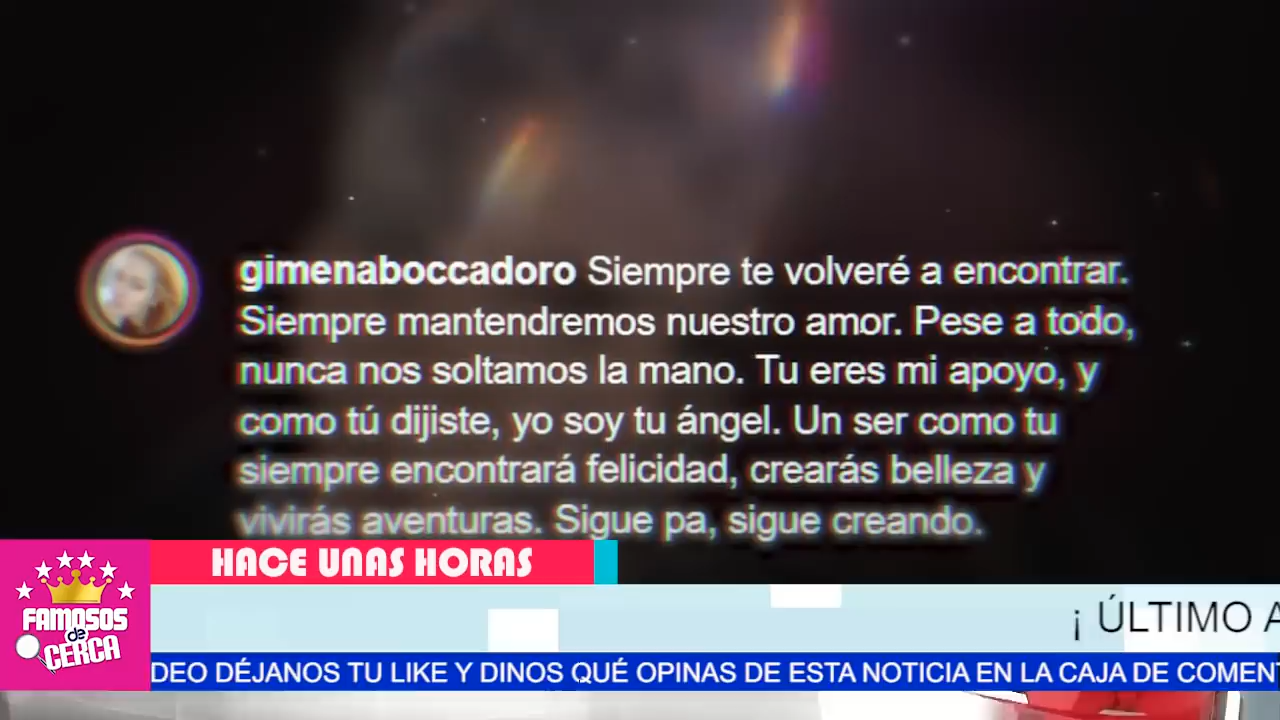 gimenaboccadoro Siempre te volveré a encontrar.
Siempre mantendremos nuestro amor. Pese a todo,
nunca nos soltamos la mano. Tu eres mi apoyo, y
como tú dijiste, yo soy tu ángel. Un ser como tu
siempre encontrará felicidad, crearás belleza y
vivirás aventuras. Sigue pa, sigue creando.
HACE UNAS HORAS
¡ ÚLTIMO A
FAMOSOS
de
CERCA
DEO DÉJANOS TU LIKE Y DINOS QUÉ OPINAS DE ESTA NOTICIA EN LA CAJA DE COMEN